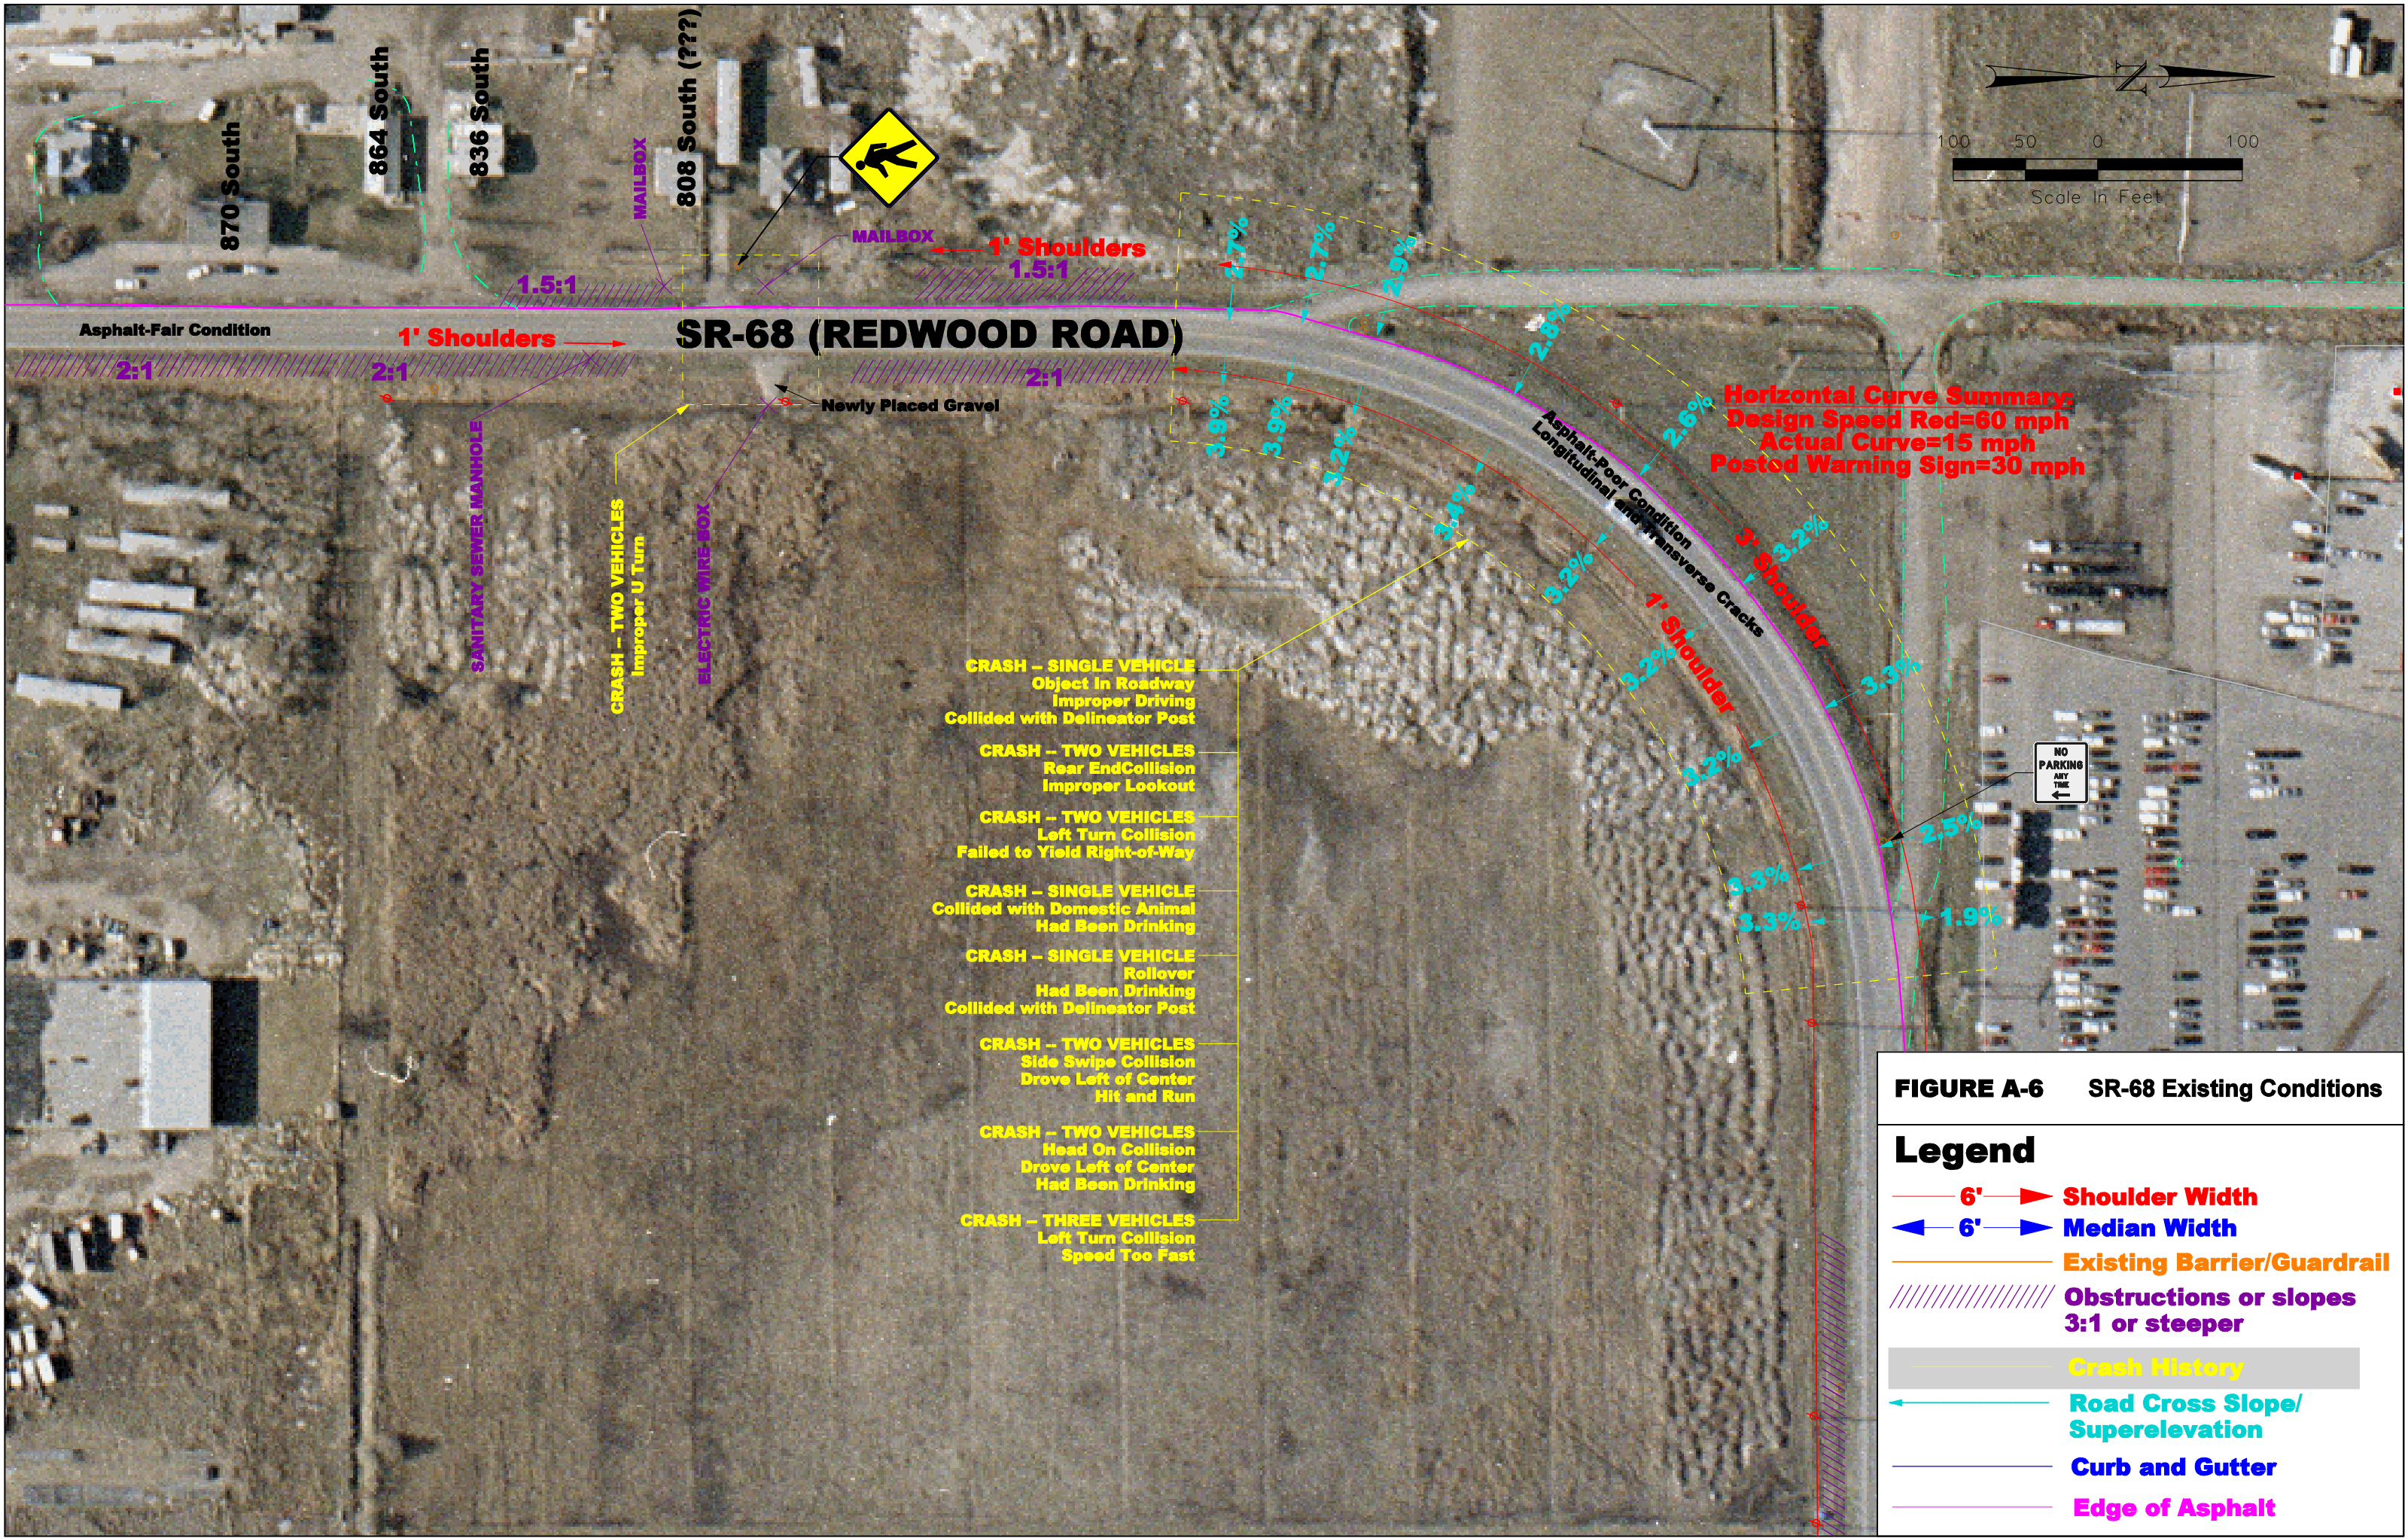 870 South
864 South
836 South
808 South (???)
MAILBOX
MAILBOX
1' Shoulders
1.5:1
1.5:1
N
100 50 0 100
Scale In Feet
2.7%
2.7%
2.9%
2.8%
2.6%
3.2%
3.3%
2.5%
1.9%
Asphalt-Fair Condition
1' Shoulders
SR-68 (REDWOOD ROAD)
2:1
2:1
2:1
Newly Placed Gravel
3.9%
3.9%
3.2%
3.4%
3.2%
3.2%
3.2%
3.3%
3.3%
Horizontal Curve Summary:
Design Speed Red=60 mph
Actual Curve=15 mph
Posted Warning Sign=30 mph
Asphalt-Poor Condition
Longitudinal and Transverse Cracks
3' Shoulder
1' Shoulder
SANITARY SEWER MANHOLE
CRASH – TWO VEHICLES
Improper U Turn
ELECTRIC WIRE BOX
CRASH – SINGLE VEHICLE
Object In Roadway
Improper Driving
Collided with Delineator Post
CRASH – TWO VEHICLES
Rear EndCollision
Improper Lookout
CRASH – TWO VEHICLES
Left Turn Collision
Failed to Yield Right-of-Way
CRASH – SINGLE VEHICLE
Collided with Domestic Animal
Had Been Drinking
CRASH – SINGLE VEHICLE
Rollover
Had Been Drinking
Collided with Delineator Post
CRASH – TWO VEHICLES
Side Swipe Collision
Drove Left of Center
Hit and Run
CRASH – TWO VEHICLES
Head On Collision
Drove Left of Center
Had Been Drinking
CRASH – THREE VEHICLES
Left Turn Collision
Speed Too Fast
NO
PARKING
ANY
TIME
FIGURE A-6 SR-68 Existing Conditions
Legend
6' Shoulder Width
6' Median Width
Existing Barrier/Guardrail
Obstructions or slopes
3:1 or steeper
Crash History
Road Cross Slope/
Superelevation
Curb and Gutter
Edge of Asphalt